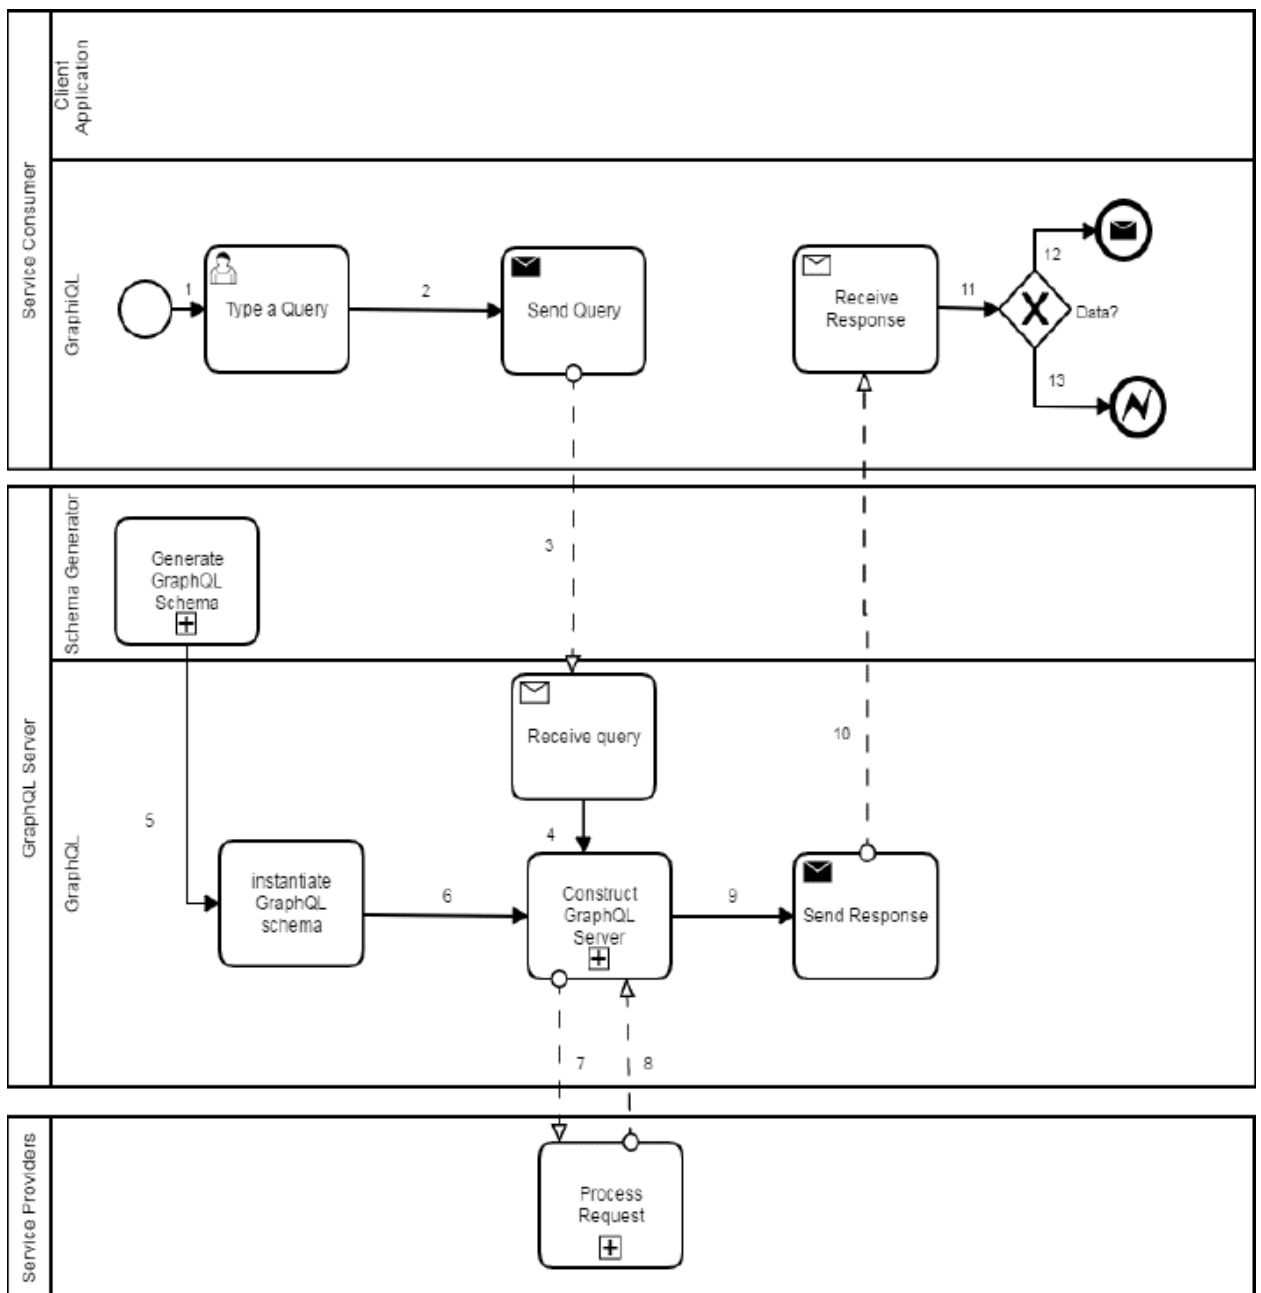 Service Consumer
Client
Application
GraphiQL
1
Type a Query
2
Send Query
Receive
Response
11
12
Data?
13
3
10
GraphQL Server
Schema Generator
Generate
GraphQL
Schema
GraphQL
Receive query
5
4
instantiate
GraphQL
schema
6
Construct
GraphQL
Server
9
Send Response
7
8
Service Providers
Process
Request